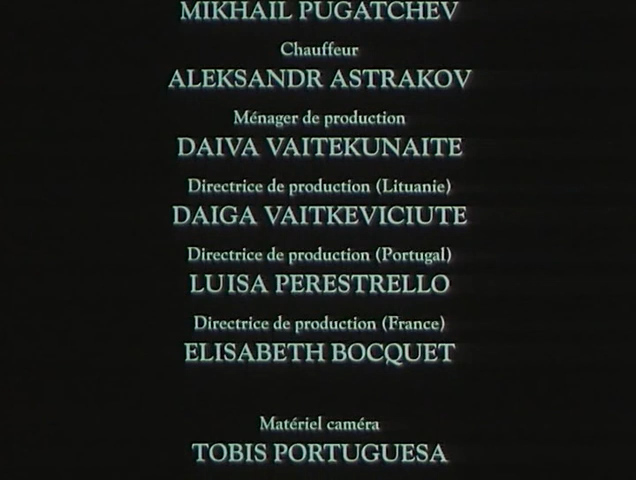 MIKHAIL PUGATCHEV
Chauffeur
ALEKSANDR ASTRAKOV
Ménager de production
DAIVA VAITEKUNAITE
Directrice de production (Lituanie)
DAIGA VAITKEVICIUTE
Directrice de production (Portugal)
LUISA PERESTRELLO
Directrice de production (France)
ELISABETH BOCQUET
Matériel caméra
TOBIS PORTUGUESA